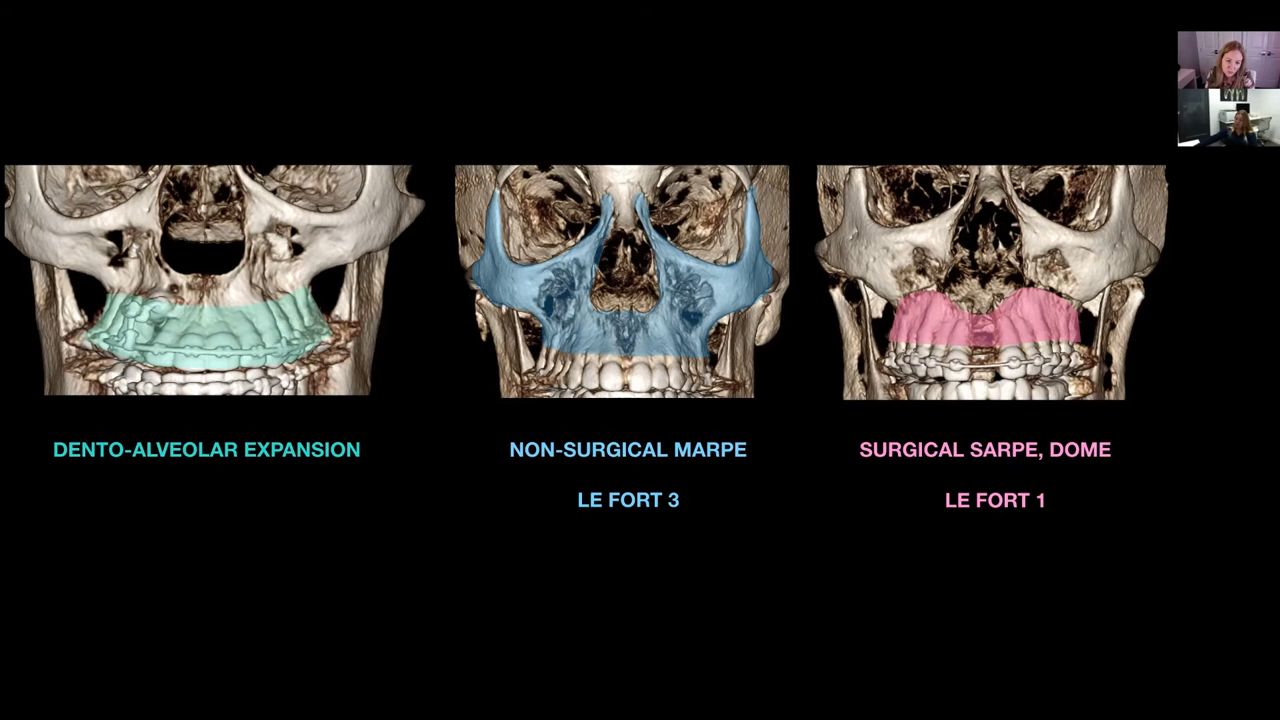 DENTO-ALVEOLAR EXPANSION
NON-SURGICAL MARPE
LE FORT 3
SURGICAL SARPE, DOME
LE FORT 1